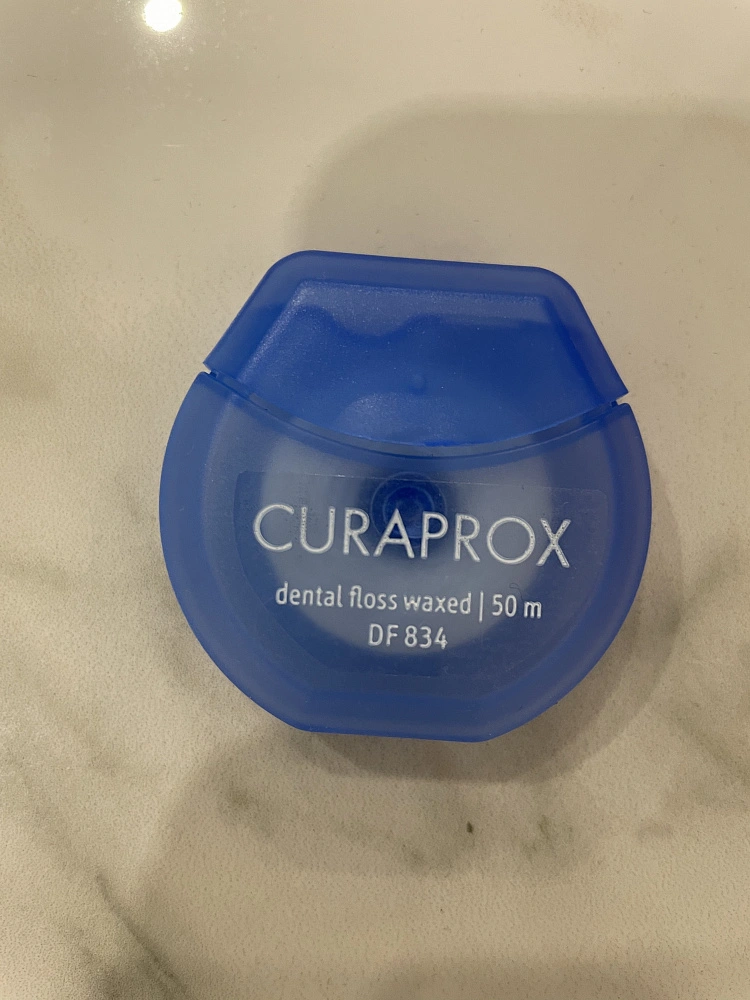 CURAPROX
dental floss waxed | 50 m
DF 834